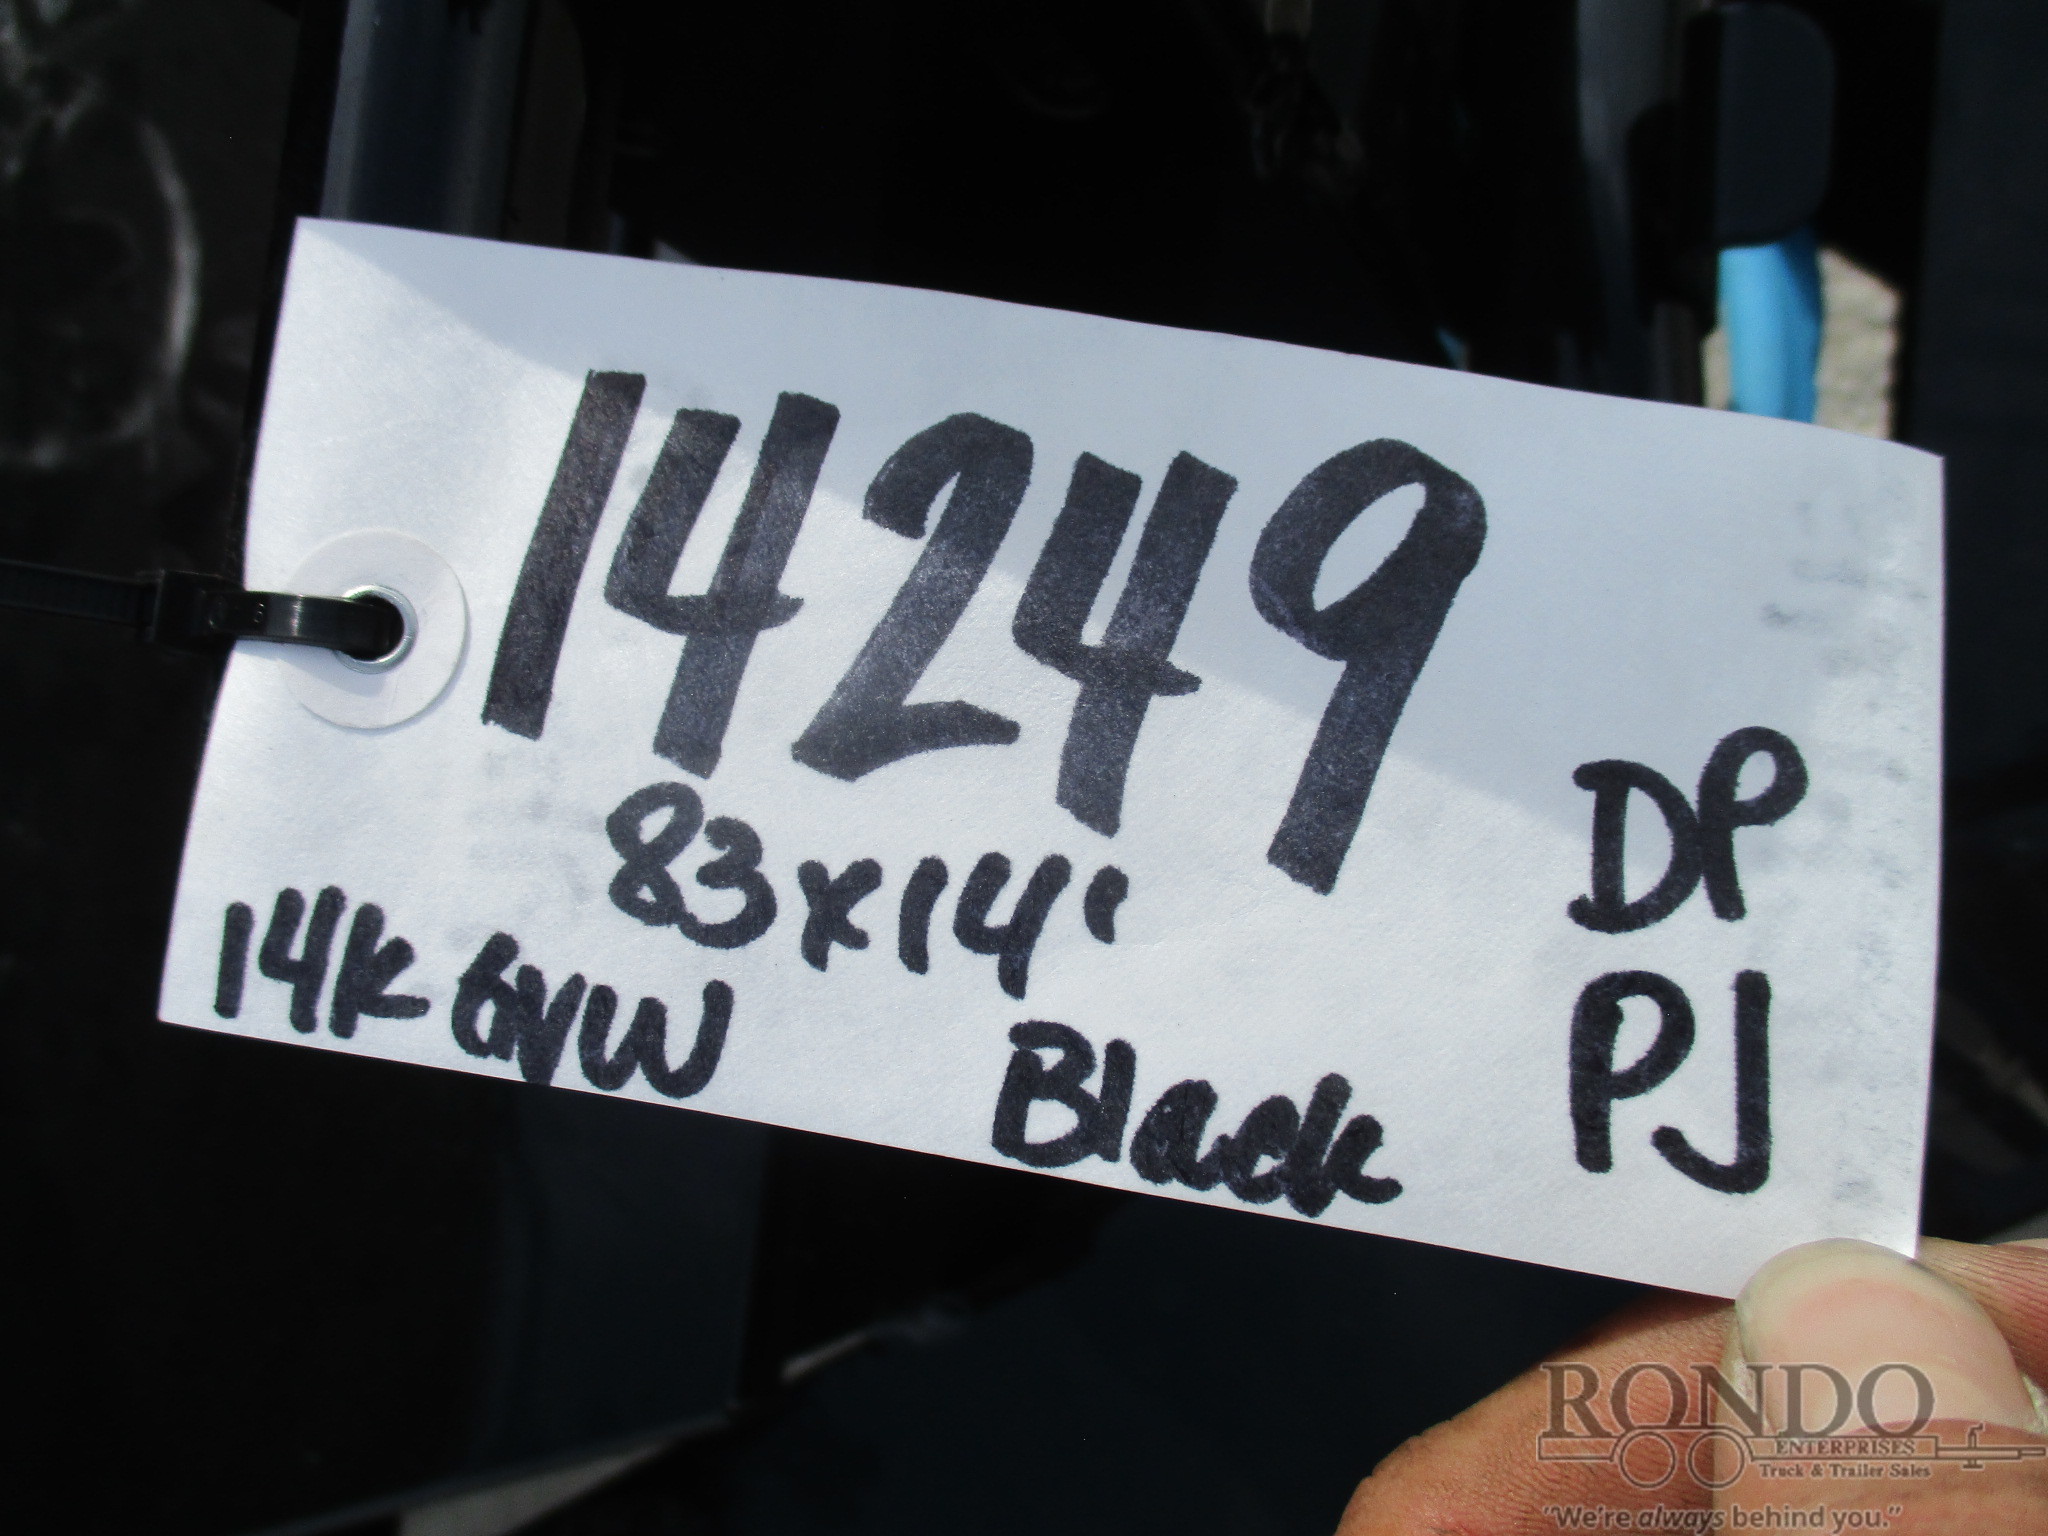 14249
83x14'
DP
14K GVW
Black
PJ
RONDO
ENTERPRISES
Truck & Trailer Sales
"We're always behind you."